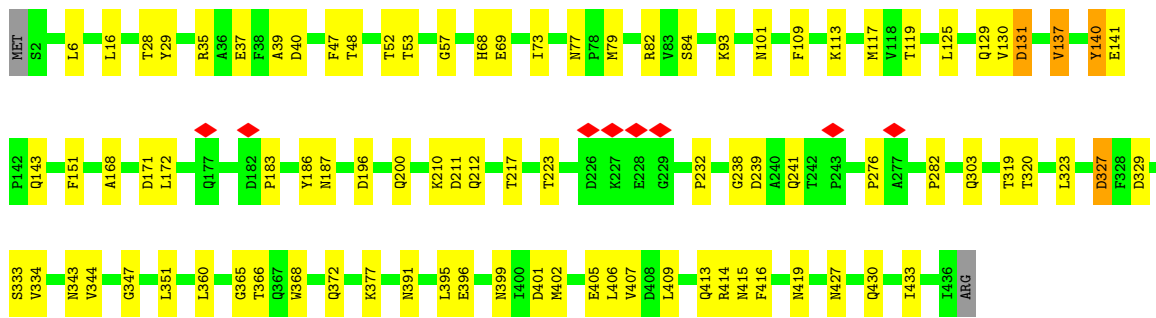 MET S2 L6 L16 T28 Y29 R35 A36 E37 F38 A39 D40 F47 T48 T52 T53 G57 H68 E69 I73 N77 P78 M79 R82 V83 S84 K93 N101 F109 K113 M117 V118 T119 L125 Q129 V130 D131 V137 Y140 E141
P142 Q143 F151 A168 D171 L172 Q177 D182 P183 Y186 N187 D196 Q200 K210 D211 Q212 T217 T223 D226 K227 E228 G229 P232 G238 D239 A240 Q241 T242 P243 P276 A277 P282 Q303 T319 T320 L323 D327 F328 D329
S333 V334 N343 V344 G347 L351 L360 G365 T366 Q367 W368 Q372 K377 N391 L395 E396 N399 I400 D401 M402 E405 L406 V407 D408 L409 Q413 R414 N415 F416 N419 N427 Q430 I433 I436 ARG